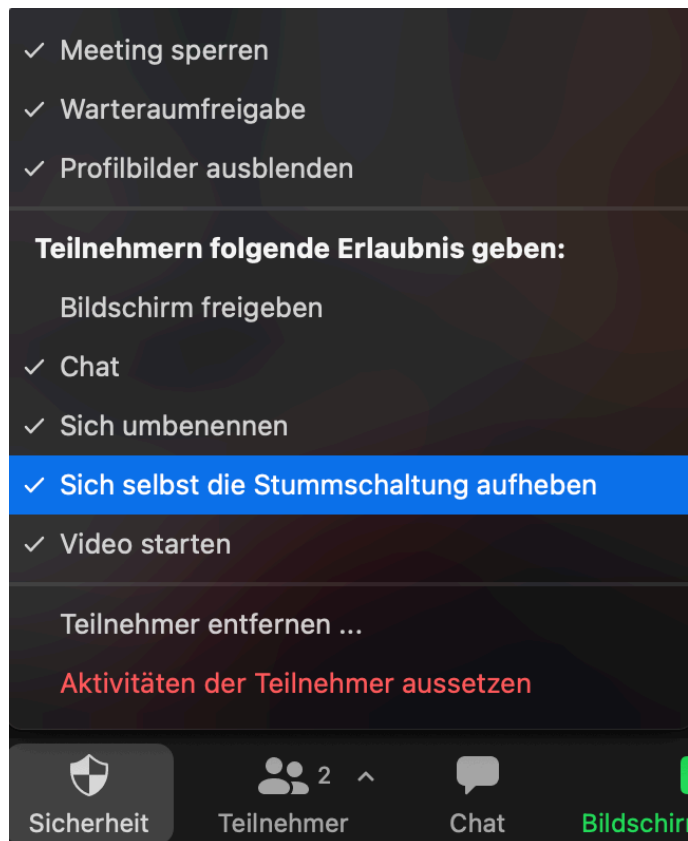 Meeting sperren
Warteraumfreigabe
Profilbilder ausblenden
Teilnehmern folgende Erlaubnis geben:
Bildschirm freigeben
Chat
Sich umbenennen
Sich selbst die Stummschaltung aufheben
Video starten
Teilnehmer entfernen ...
Aktivitäten der Teilnehmer aussetzen
2
Sicherheit Teilnehmer Chat